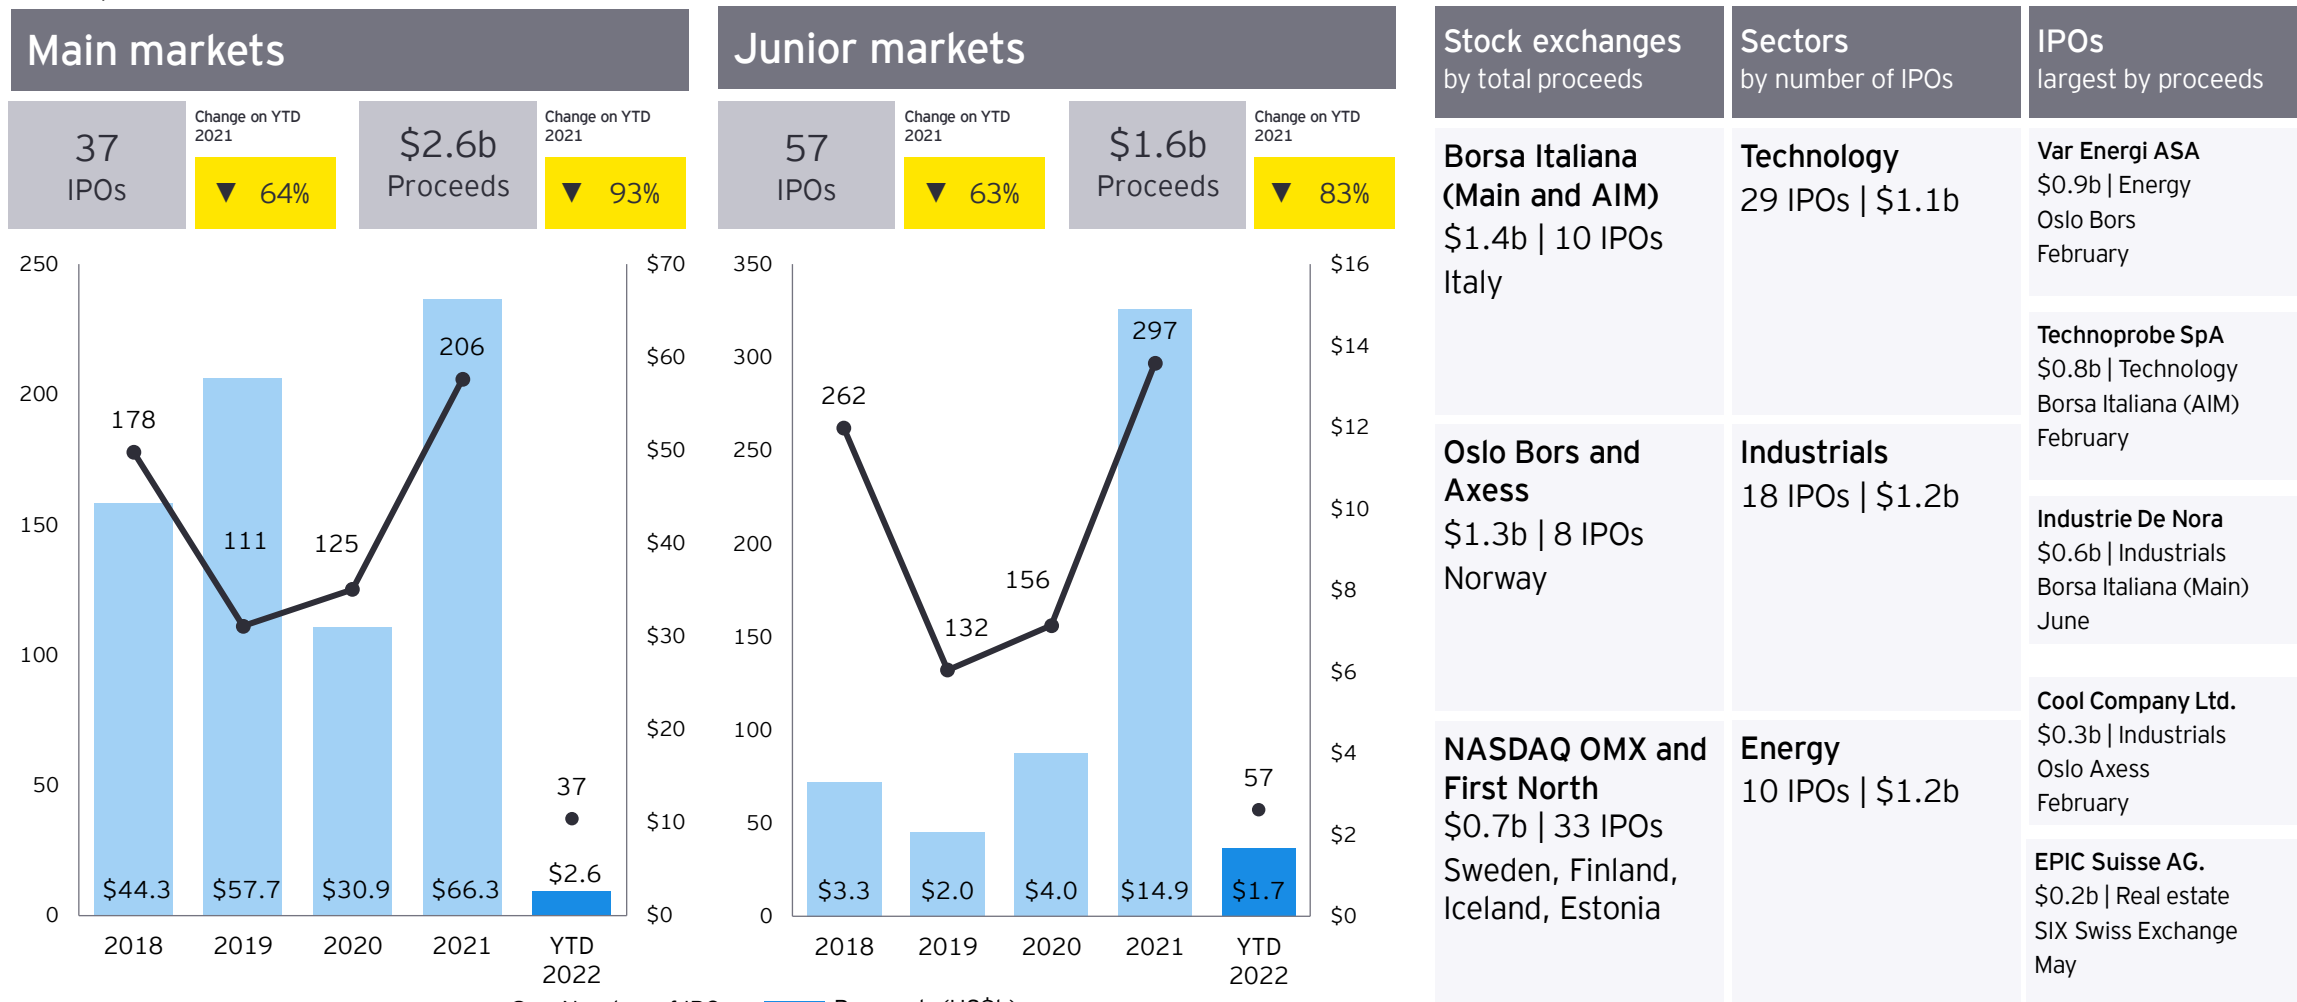 Main markets
37
IPOs
Change on YTD
2021
▼ 64%
$2.6b
Proceeds
Change on YTD
2021
▼ 93%
250
200
150
100
50
0
$70
$60
$50
$40
$30
$20
$10
$0
178
111
125
206
37
$44.3
$57.7
$30.9
$66.3
$2.6
2018
2019
2020
2021
YTD
2022
Junior markets
57
IPOs
Change on YTD
2021
▼ 63%
$1.6b
Proceeds
Change on YTD
2021
▼ 83%
350
300
250
200
150
100
50
0
$16
$14
$12
$10
$8
$6
$4
$2
$0
262
132
156
297
57
$3.3
$2.0
$4.0
$14.9
$1.7
2018
2019
2020
2021
YTD
2022
Stock exchanges
by total proceeds
Borsa Italiana
(Main and AIM)
$1.4b | 10 IPOs
Italy
Oslo Bors and
Axess
$1.3b | 8 IPOs
Norway
NASDAQ OMX and
First North
$0.7b | 33 IPOs
Sweden, Finland,
Iceland, Estonia
Sectors
by number of IPOs
Technology
29 IPOs | $1.1b
Industrials
18 IPOs | $1.2b
Energy
10 IPOs | $1.2b
IPOs
largest by proceeds
Var Energi ASA
$0.9b | Energy
Oslo Bors
February
Technoprobe SpA
$0.8b | Technology
Borsa Italiana (AIM)
February
Industrie De Nora
$0.6b | Industrials
Borsa Italiana (Main)
June
Cool Company Ltd.
$0.3b | Industrials
Oslo Axess
February
EPIC Suisse AG.
$0.2b | Real estate
SIX Swiss Exchange
May